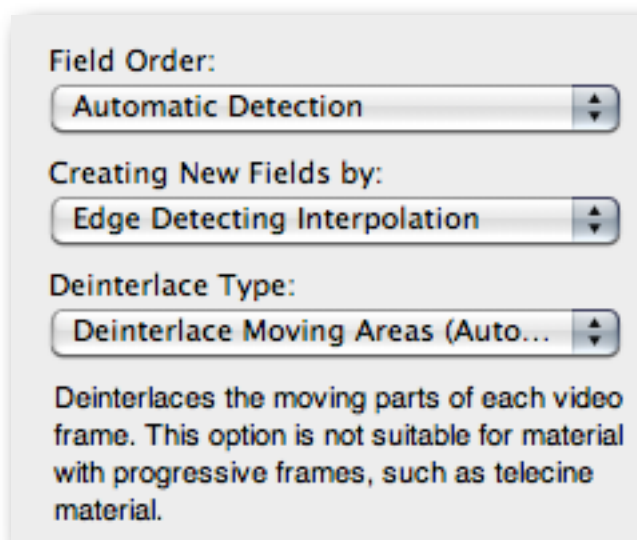 Field Order:
Automatic Detection
Creating New Fields by:
Edge Detecting Interpolation
Deinterlace Type:
Deinterlace Moving Areas (Auto...
Deinterlaces the moving parts of each video
frame. This option is not suitable for material
with progressive frames, such as telecine
material.